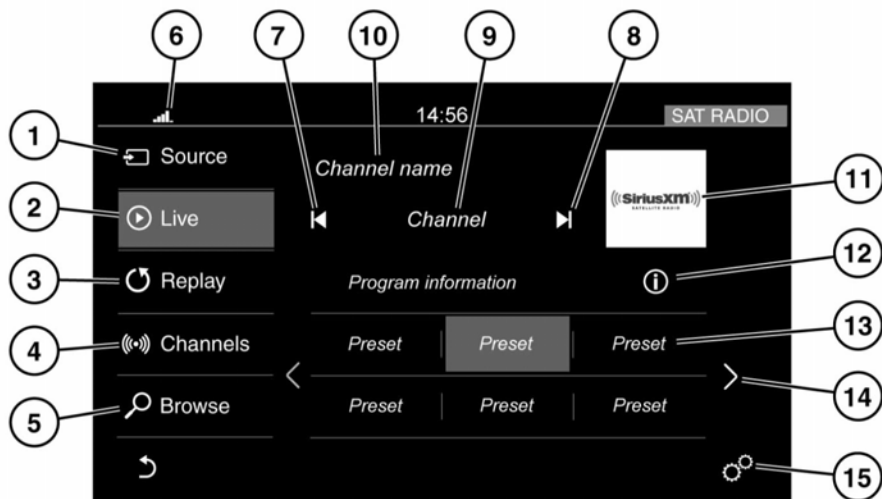 6 7 10 9 8
14:56 SAT RADIO
1 Source Channel name
((SiriusXM)) 11
SATELLITE RADIO
2 Live Channel
3 Replay Program information 12
4 Channels Preset Preset Preset 13
14
5 Browse Preset Preset Preset
15